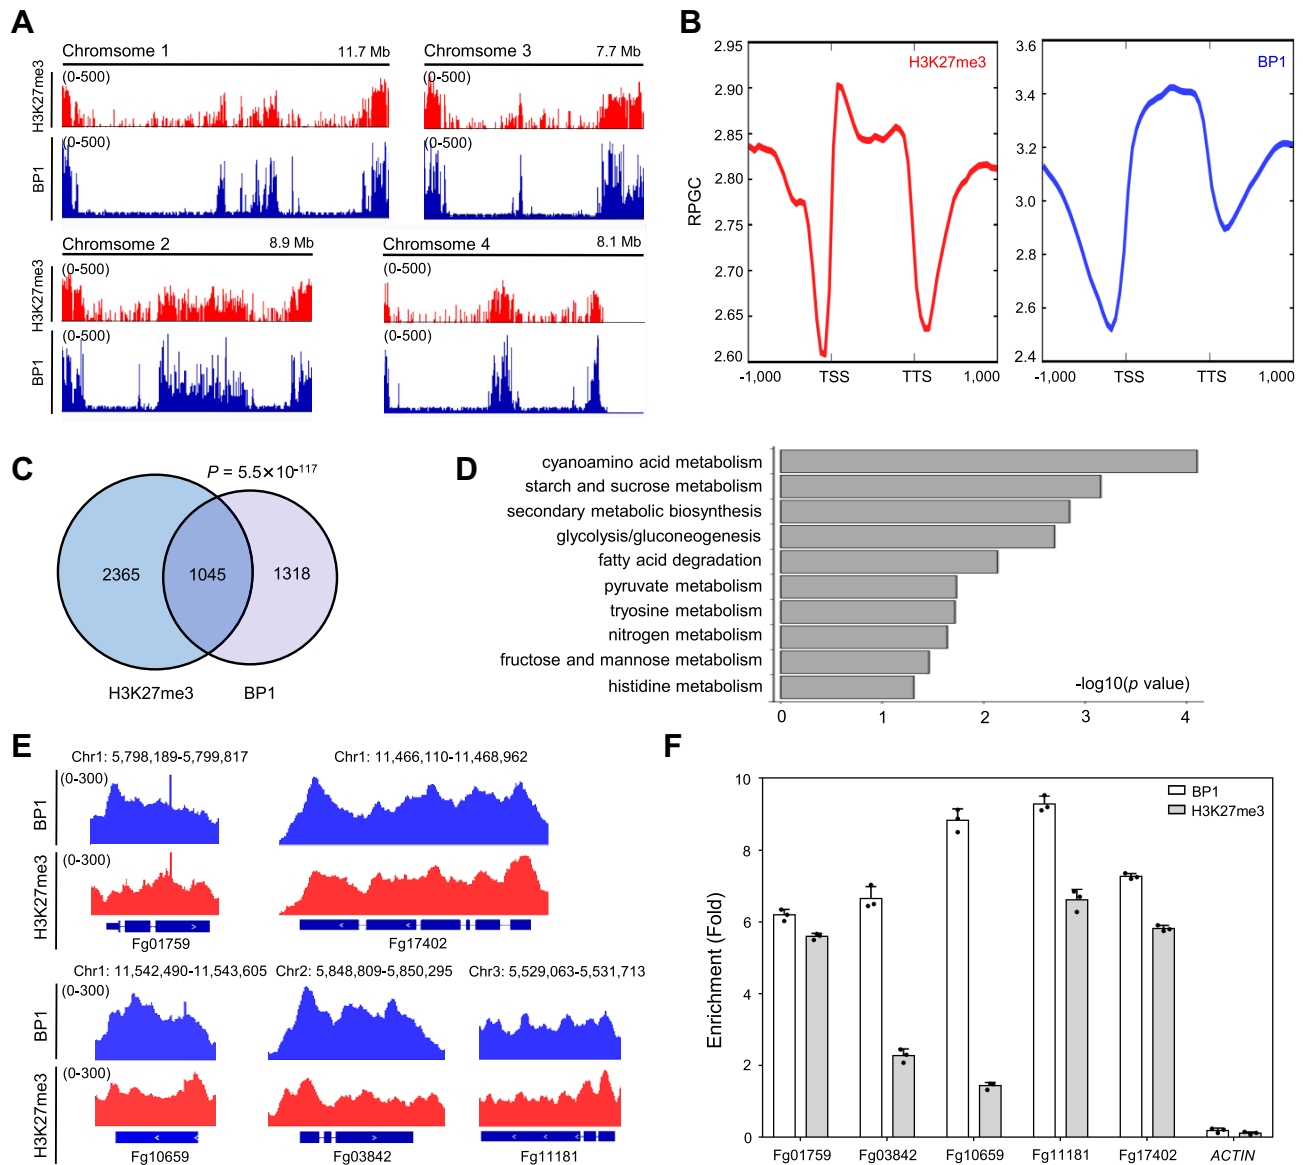 A
Chromsome 1 11.7 Mb
H3K27me3
(0-500)
BP1
(0-500)
Chromsome 3 7.7 Mb
(0-500)
(0-500)
Chromsome 2 8.9 Mb
H3K27me3
(0-500)
BP1
(0-500)
Chromsome 4 8.1 Mb
(0-500)
(0-500)
B
RPGC
2.95
2.90
2.85
2.80
2.75
2.70
2.65
2.60
H3K27me3
-1,000 TSS TTS 1,000
3.6
3.4
3.2
3.0
2.8
2.6
2.4
BP1
-1,000 TSS TTS 1,000
C
P = 5.5×10-117
2365 1045 1318
H3K27me3 BP1
D
cyanoamino acid metabolism
starch and sucrose metabolism
secondary metabolic biosynthesis
glycolysis/gluconeogenesis
fatty acid degradation
pyruvate metabolism
tryosine metabolism
nitrogen metabolism
fructose and mannose metabolism
histidine metabolism
-log10(p value)
0 1 2 3 4
E
Chr1: 5,798,189-5,799,817 Chr1: 11,466,110-11,468,962
BP1
(0-300)
H3K27me3
(0-300)
Fg01759 Fg17402
Chr1: 11,542,490-11,543,605 Chr2: 5,848,809-5,850,295 Chr3: 5,529,063-5,531,713
BP1
(0-300)
H3K27me3
(0-300)
Fg10659 Fg03842 Fg11181
F
Enrichment (Fold)
10
8
6
4
2
0
BP1
H3K27me3
Fg01759 Fg03842 Fg10659 Fg11181 Fg17402 ACTIN